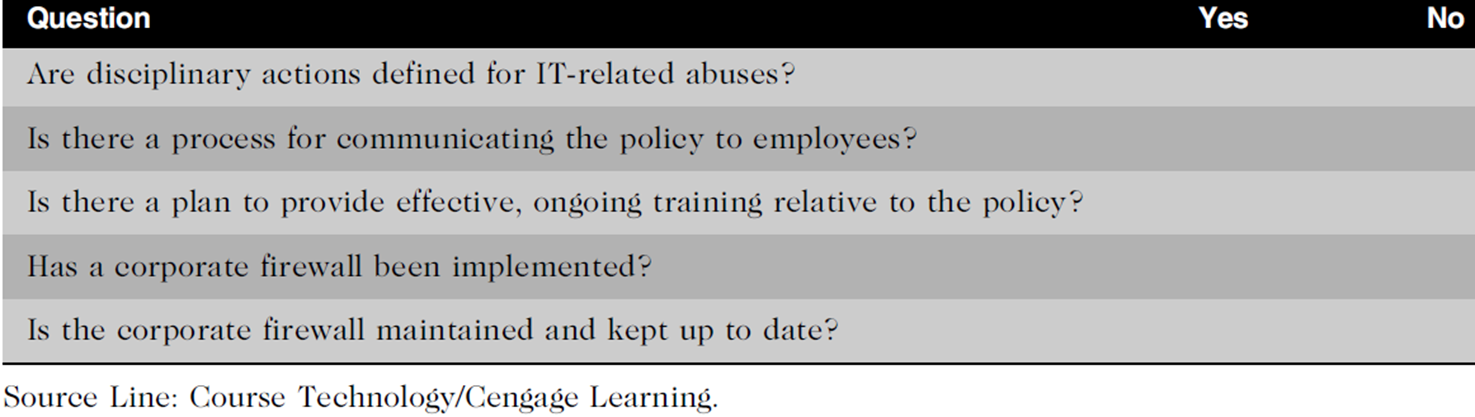 Question Yes No
Are disciplinary actions defined for IT-related abuses?
Is there a process for communicating the policy to employees?
Is there a plan to provide effective, ongoing training relative to the policy?
Has a corporate firewall been implemented?
Is the corporate firewall maintained and kept up to date?
Source Line: Course Technology/Cengage Learning.